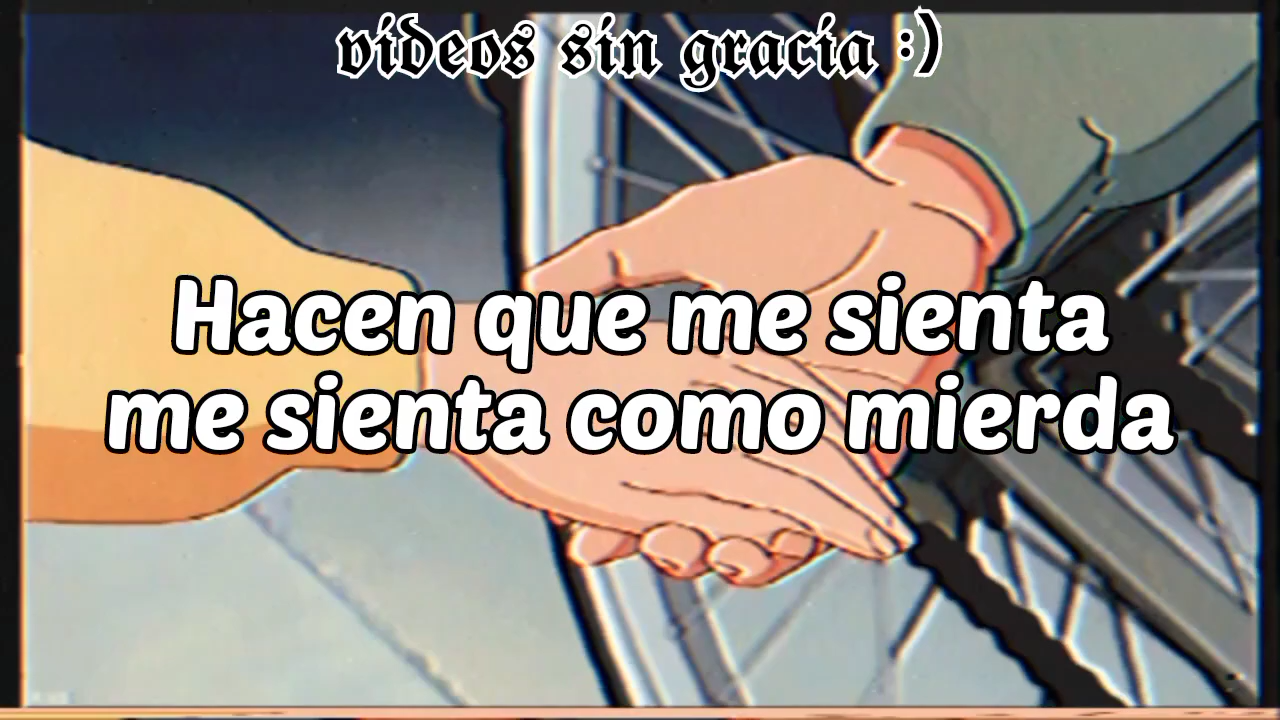 videos sin gracia :)
Hacen que me sienta
me sienta como mierda